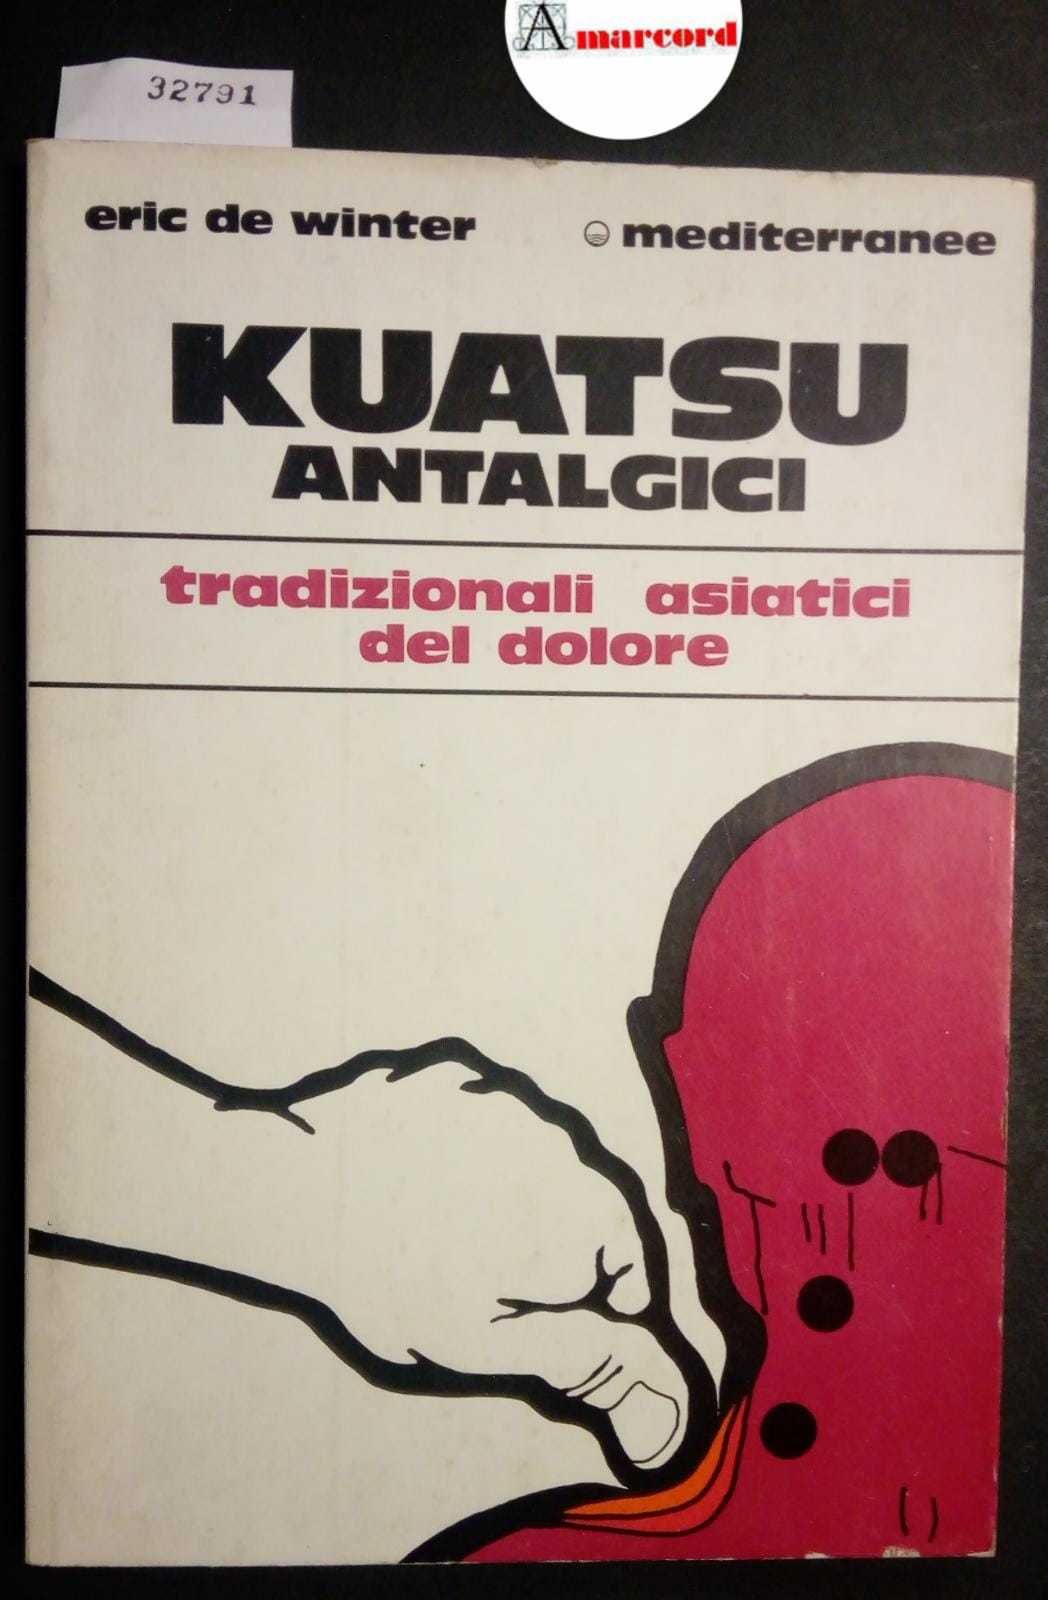 Amarcord
32791
eric de winter mediterranee
KUATSU
ANTALGICI
tradizionali asiatici
del dolore